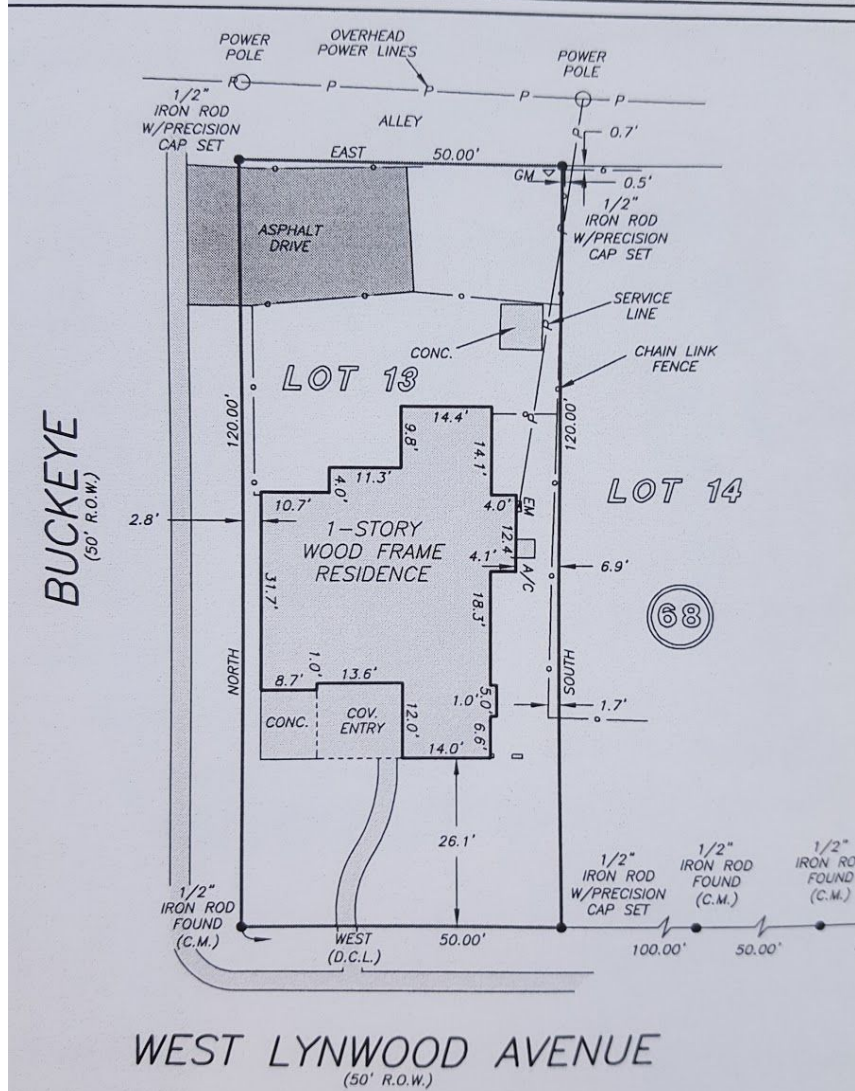 POWER
POLE
OVERHEAD
POWER LINES
POWER
POLE
P
P
P
P
P
1/2"
IRON ROD
W/PRECISION
CAP SET
ALLEY
P
0.7'
EAST
50.00'
GM
0.5'
1/2"
IRON ROD
W/PRECISION
CAP SET
ASPHALT
DRIVE
SERVICE
LINE
P
CONC.
CHAIN LINK
FENCE
LOT 13
120.00'
120.00'
14.4'
P
9.8'
14.1'
11.3'
4.0'
10.7'
4.0'
EM
LOT 14
BUCKEYE
(50' R.O.W.)
2.8'
1-STORY
WOOD FRAME
RESIDENCE
12.4'
4.1'
A/C
6.9'
31.7'
18.3'
68
NORTH
SOUTH
1.0'
8.7'
13.6'
5.0'
1.0'
1.7'
CONC.
COV.
ENTRY
12.0'
6.6'
14.0'
26.1'
1/2"
IRON ROD
FOUND
(C.M.)
1/2"
IRON ROD
W/PRECISION
CAP SET
1/2"
IRON ROD
FOUND
(C.M.)
1/2"
IRON RO
FOUND
(C.M.)
WEST
(D.C.L.)
50.00'
100.00'
50.00'
WEST LYNWOOD AVENUE
(50' R.O.W.)